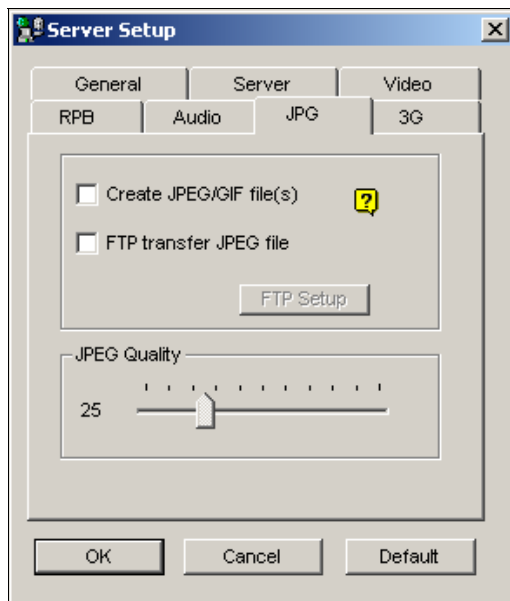 Server Setup
General Server Video
RPB Audio JPG 3G
Create JPEG/GIF file(s)
FTP transfer JPEG file
FTP Setup
JPEG Quality
25
OK Cancel Default